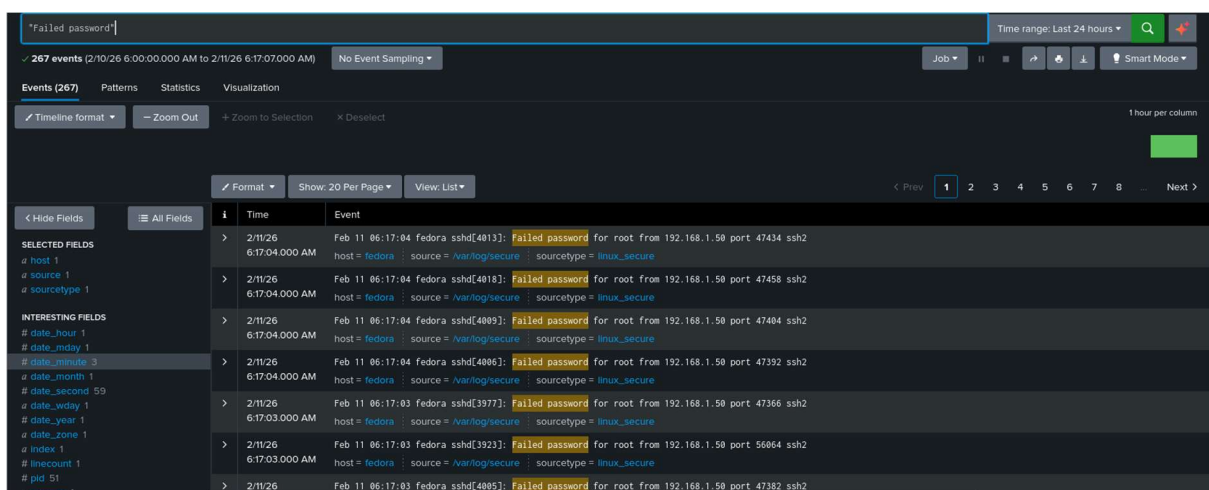 "Failed password"
Time range: Last 24 hours
267 events (2/10/26 6:00:00.000 AM to 2/11/26 6:17:07.000 AM)
No Event Sampling
Job
Smart Mode
Events (267) Patterns Statistics Visualization
Timeline format
— Zoom Out
+ Zoom to Selection
× Deselect
1 hour per column
Format
Show: 20 Per Page
View: List
< Prev 1 2 3 4 5 6 7 8 ... Next >
< Hide Fields
All Fields
i Time Event
SELECTED FIELDS
a host 1
a source 1
a sourcetype 1
INTERESTING FIELDS
# date_hour 1
# date_mday 1
# date_minute 3
a date_month 1
# date_second 59
a date_wday 1
# date_year 1
a date_zone 1
a index 1
# linecount 1
# pid 51
> 2/11/26 Feb 11 06:17:04 fedora sshd[4013]: Failed password for root from 192.168.1.50 port 47434 ssh2
6:17:04.000 AM host = fedora source = /var/log/secure sourcetype = linux_secure
> 2/11/26 Feb 11 06:17:04 fedora sshd[4018]: Failed password for root from 192.168.1.50 port 47458 ssh2
6:17:04.000 AM host = fedora source = /var/log/secure sourcetype = linux_secure
> 2/11/26 Feb 11 06:17:04 fedora sshd[4009]: Failed password for root from 192.168.1.50 port 47404 ssh2
6:17:04.000 AM host = fedora source = /var/log/secure sourcetype = linux_secure
> 2/11/26 Feb 11 06:17:04 fedora sshd[4006]: Failed password for root from 192.168.1.50 port 47392 ssh2
6:17:04.000 AM host = fedora source = /var/log/secure sourcetype = linux_secure
> 2/11/26 Feb 11 06:17:03 fedora sshd[3977]: Failed password for root from 192.168.1.50 port 47366 ssh2
6:17:03.000 AM host = fedora source = /var/log/secure sourcetype = linux_secure
> 2/11/26 Feb 11 06:17:03 fedora sshd[3923]: Failed password for root from 192.168.1.50 port 56064 ssh2
6:17:03.000 AM host = fedora source = /var/log/secure sourcetype = linux_secure
> 2/11/26 Feb 11 06:17:03 fedora sshd[4005]: Failed password for root from 192.168.1.50 port 47382 ssh2